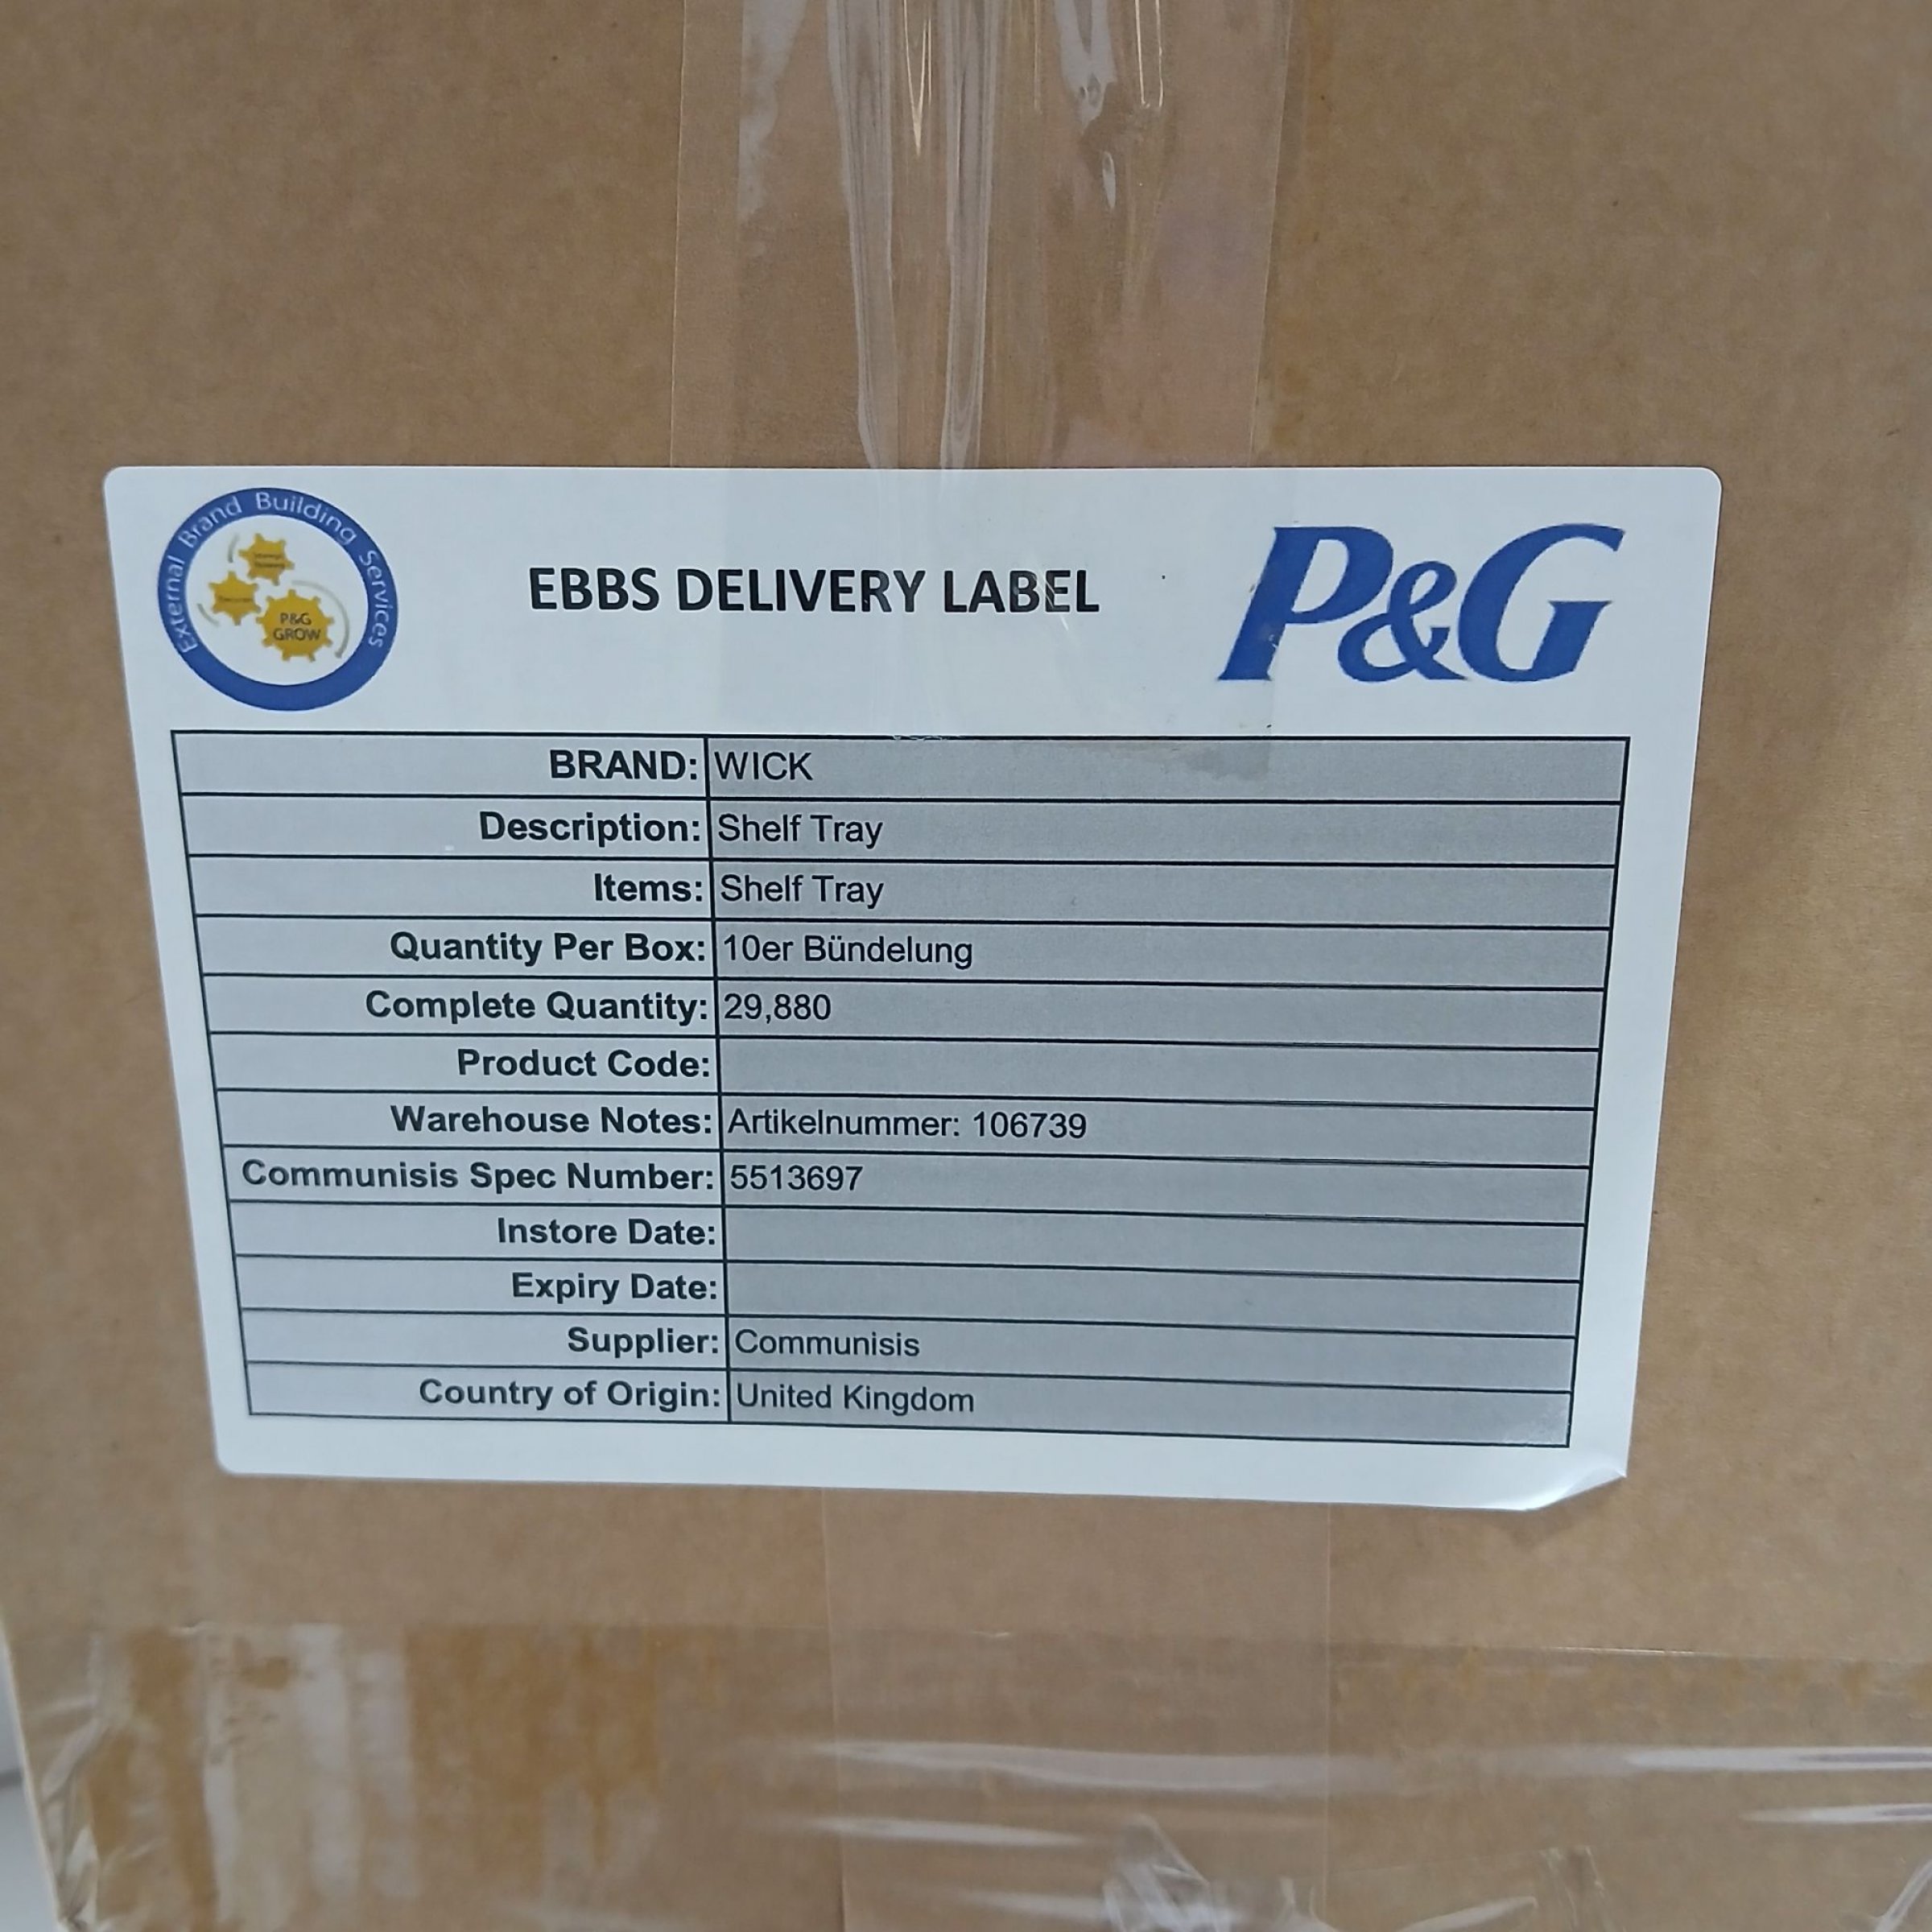 External Brand Building Services
P&G
GROW
EBBS DELIVERY LABEL
P&G
BRAND: WICK
Description: Shelf Tray
Items: Shelf Tray
Quantity Per Box: 10er Bündelung
Complete Quantity: 29,880
Product Code:
Warehouse Notes: Artikelnummer: 106739
Communisis Spec Number: 5513697
Instore Date:
Expiry Date:
Supplier: Communisis
Country of Origin: United Kingdom